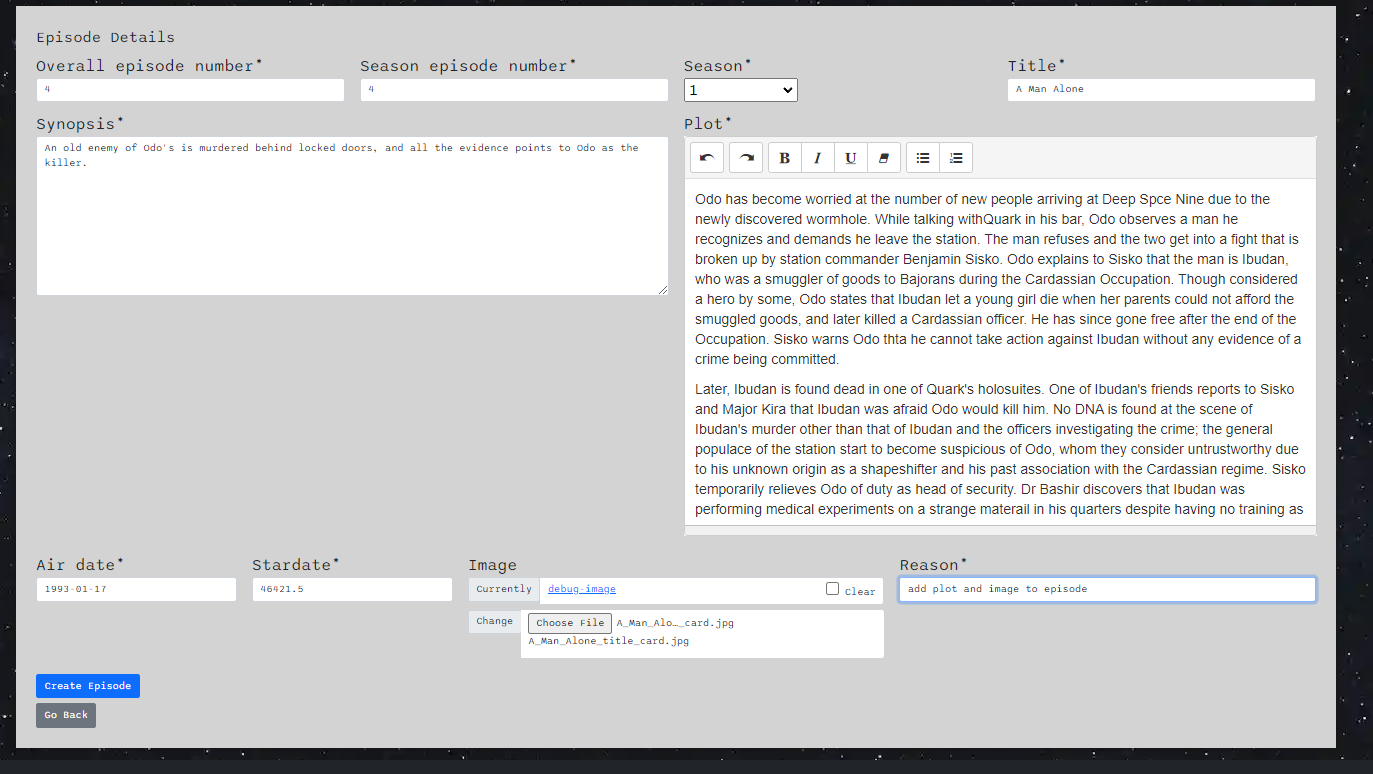 Episode Details
Overall episode number*
Season episode number*
Season*
Title*
4
4
1
A Man Alone
Synopsis*
Plot*
An old enemy of Odo's is murdered behind locked doors, and all the evidence points to Odo as the
killer.
B I U
Odo has become worried at the number of new people arriving at Deep Spce Nine due to the
newly discovered wormhole. While talking withQuark in his bar, Odo observes a man he
recognizes and demands he leave the station. The man refuses and the two get into a fight that is
broken up by station commander Benjamin Sisko. Odo explains to Sisko that the man is Ibudan,
who was a smuggler of goods to Bajorans during the Cardassian Occupation. Though considered
a hero by some, Odo states that Ibudan let a young girl die when her parents could not afford the
smuggled goods, and later killed a Cardassian officer. He has since gone free after the end of the
Occupation. Sisko warns Odo thta he cannot take action against Ibudan without any evidence of a
crime being committed.
Later, Ibudan is found dead in one of Quark's holosuites. One of Ibudan's friends reports to Sisko
and Major Kira that Ibudan was afraid Odo would kill him. No DNA is found at the scene of
Ibudan's murder other than that of Ibudan and the officers investigating the crime; the general
populace of the station start to become suspicious of Odo, whom they consider untrustworthy due
to his unknown origin as a shapeshifter and his past association with the Cardassian regime. Sisko
temporarily relieves Odo of duty as head of security. Dr Bashir discovers that Ibudan was
performing medical experiments on a strange materail in his quarters despite having no training as
Air date*
Stardate*
Image
Reason*
1993-01-17
46421.5
Currently
debug-image
Clear
add plot and image to episode
Change
Choose File
A_Man_Alo…_card.jpg
A_Man_Alone_title_card.jpg
Create Episode
Go Back